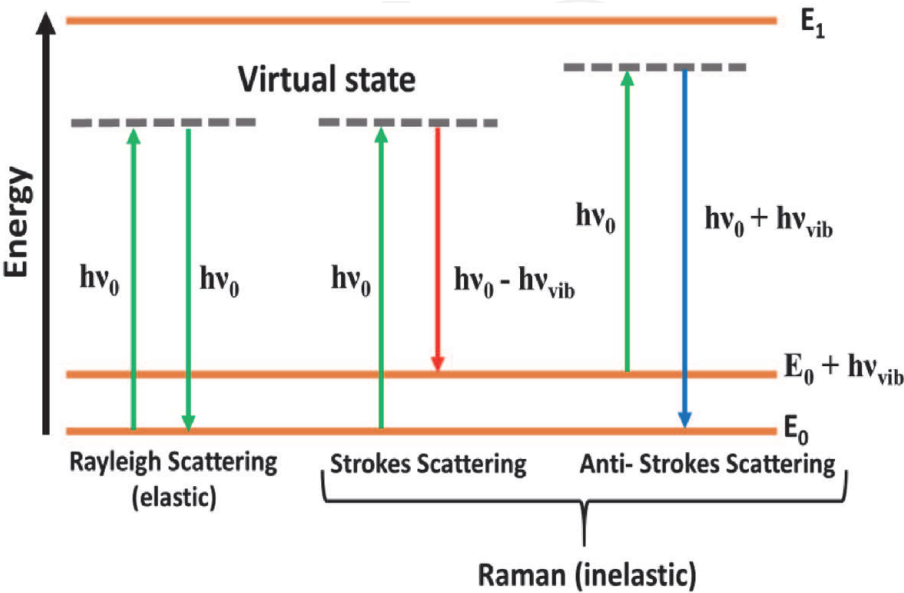 E₁
Virtual state
Energy
hν₀
hν₀
hν₀
hν₀ - hνvib
hν₀
hν₀ + hνvib
E₀ + hνvib
E₀
Rayleigh Scattering
(elastic)
Strokes Scattering
Anti- Strokes Scattering
Raman (inelastic)